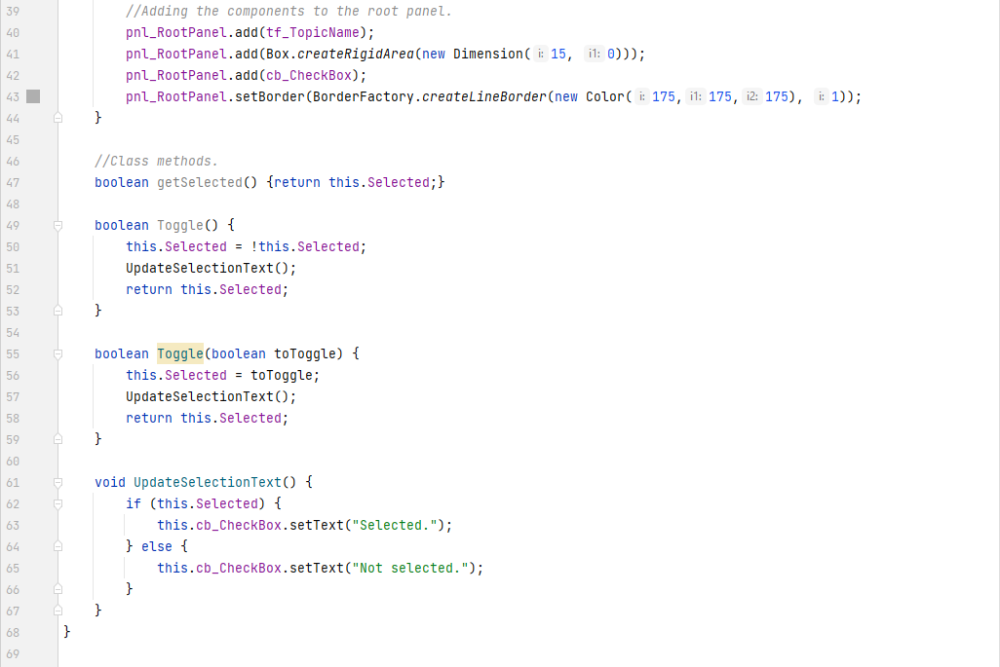 39 //Adding the components to the root panel.
40 pnl_RootPanel.add(tf_TopicName);
41 pnl_RootPanel.add(Box.createRigidArea(new Dimension( i: 15, i1: 0)));
42 pnl_RootPanel.add(cb_CheckBox);
43 pnl_RootPanel.setBorder(BorderFactory.createLineBorder(new Color( i: 175, i1: 175, i2: 175), i: 1));
44 }
45
46 //Class methods.
47 boolean getSelected() {return this.Selected;}
48
49 boolean Toggle() {
50 this.Selected = !this.Selected;
51 UpdateSelectionText();
52 return this.Selected;
53 }
54
55 boolean Toggle(boolean toToggle) {
56 this.Selected = toToggle;
57 UpdateSelectionText();
58 return this.Selected;
59 }
60
61 void UpdateSelectionText() {
62 if (this.Selected) {
63 this.cb_CheckBox.setText("Selected.");
64 } else {
65 this.cb_CheckBox.setText("Not selected.");
66 }
67 }
68 }
69